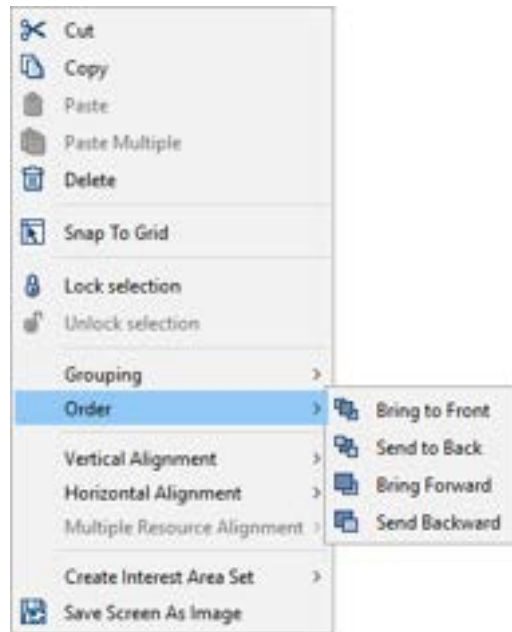 Cut
Copy
Paste
Paste Multiple
Delete
Snap To Grid
Lock selection
Unlock selection
Grouping
Order
Bring to Front
Send to Back
Bring Forward
Send Backward
Vertical Alignment
Horizontal Alignment
Multiple Resource Alignment
Create Interest Area Set
Save Screen As Image